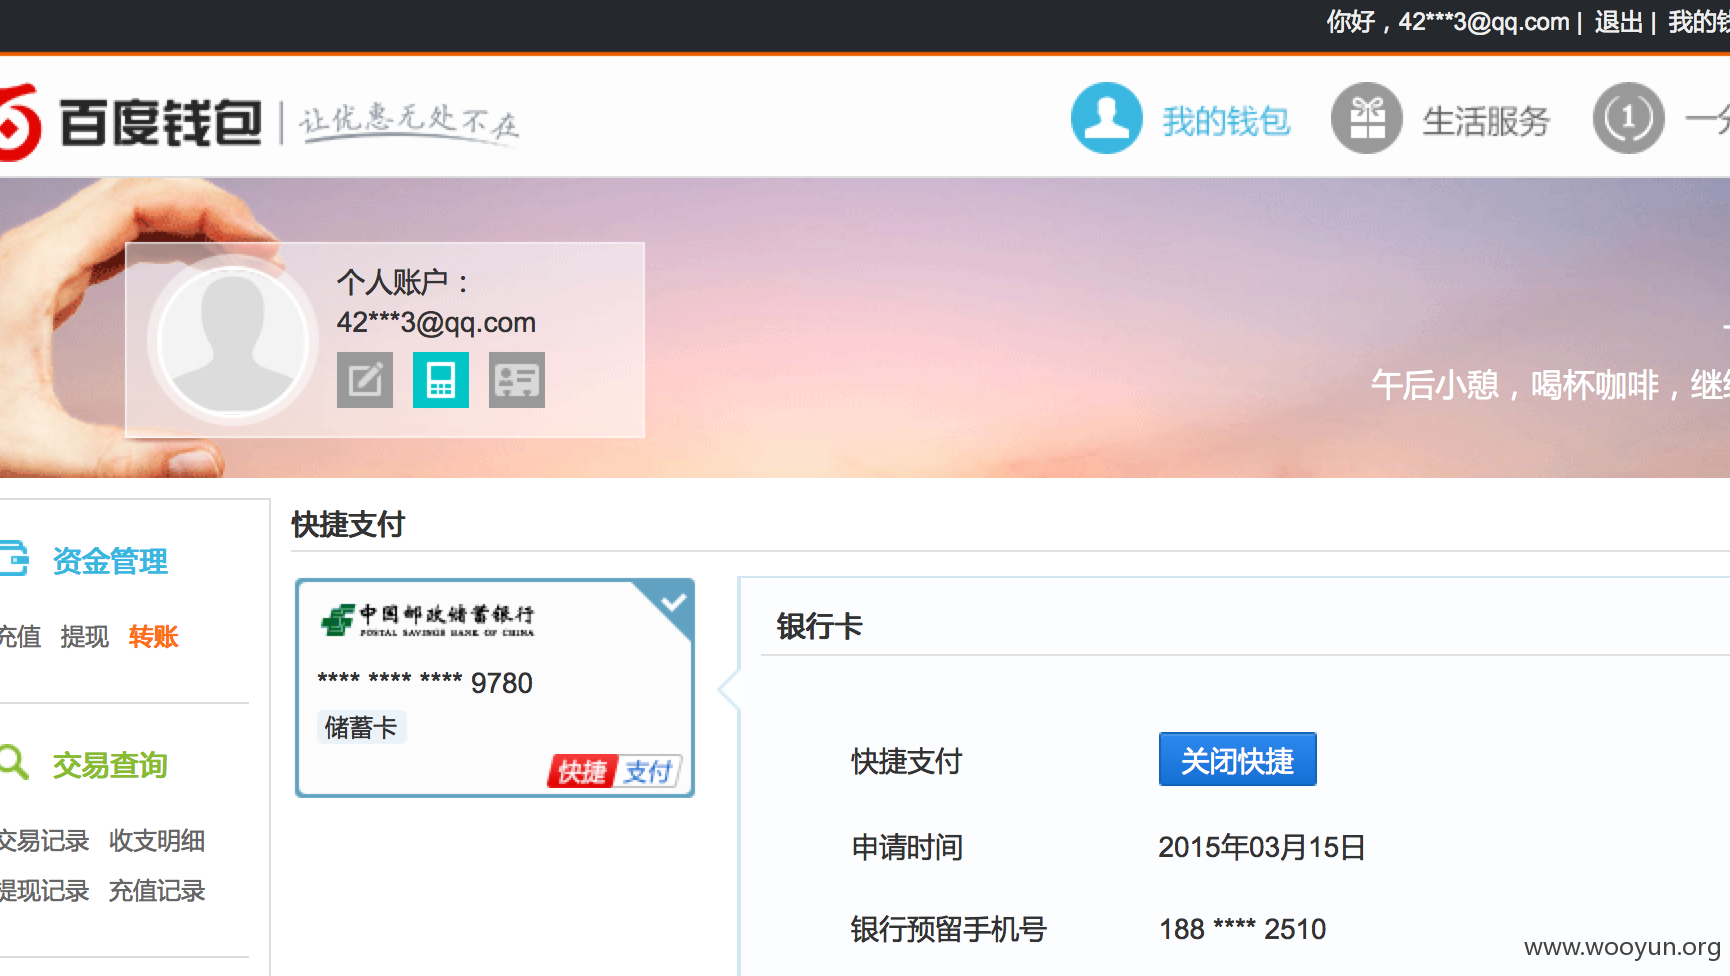 你好，42***3@qq.com | 退出 | 我的
百度钱包 | 让优惠无处不在
我的钱包 生活服务 一
个人账户：
42***3@qq.com
午后小憩，喝杯咖啡，继
快捷支付
资金管理
充值 提现 转账
中国邮政储蓄银行
POSTAL SAVINGS BANK OF CHINA
**** **** **** 9780
储蓄卡
快捷支付
银行卡
快捷支付 关闭快捷
申请时间 2015年03月15日
银行预留手机号 188 **** 2510
交易查询
交易记录 收支明细
提现记录 充值记录
www.wooyun.org